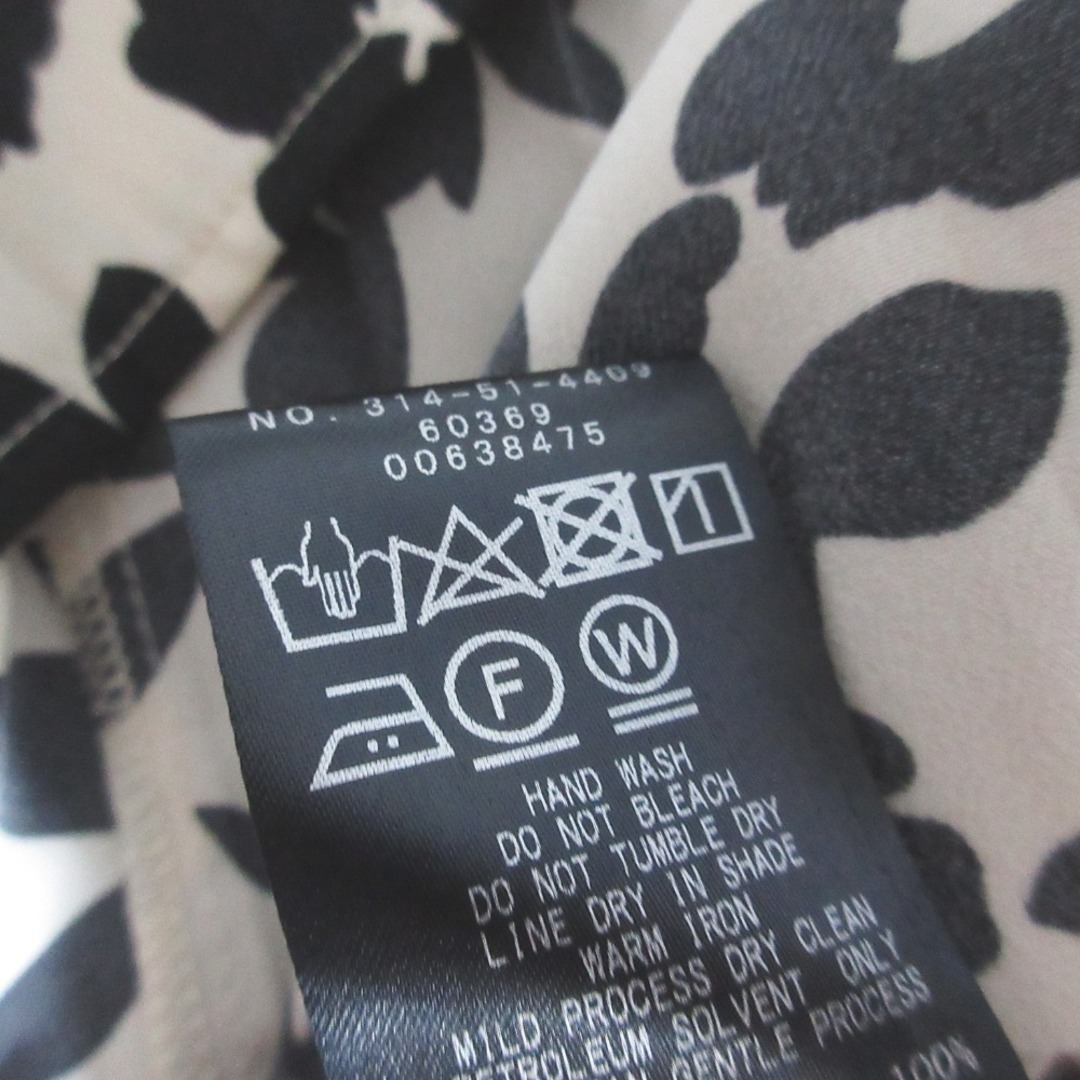 NO. 314-51-4409
60369
00638475
F
W
HAND WASH
DO NOT BLEACH
DO NOT TUMBLE DRY
LINE DRY IN SHADE
WARM IRON
MILD PROCESS DRY CLEAN
PETROLEUM SOLVENT ONLY
GENTLE PROCESS
100%